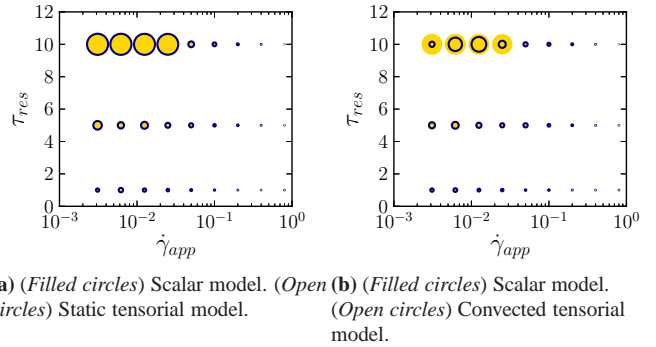 12
10
8
6
4
2
0
τres
10⁻³ 10⁻² 10⁻¹ 10⁰
γ̇app
12
10
8
6
4
2
0
τres
10⁻³ 10⁻² 10⁻¹ 10⁰
γ̇app
a) (Filled circles) Scalar model. (Open
ircles) Static tensorial model.
(b) (Filled circles) Scalar model.
(Open circles) Convected tensorial
model.